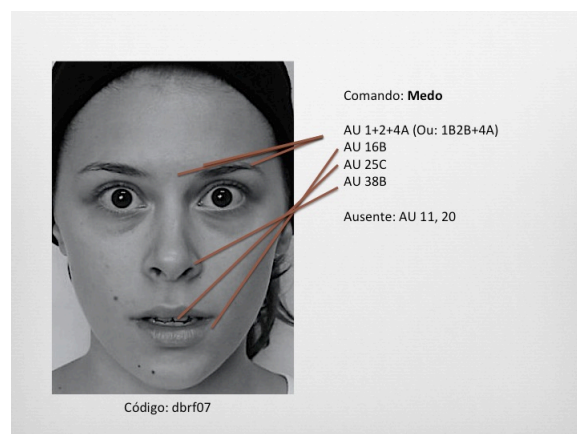 Comando: Medo
AU 1+2+4A (Ou: 1B2B+4A)
AU 16B
AU 25C
AU 38B
Ausente: AU 11, 20
Código: dbrf07